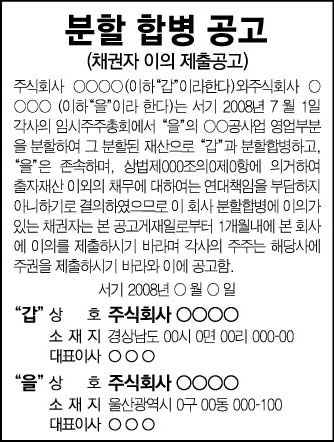 분할 합병 공고
(채권자 이의 제출공고)
주식회사 ○○○○(이하“갑”이라한다)와주식회사 ○
○○○ (이하“을”이라 한다)는 서기 2008년 7 월 1일
각사의 임시주주총회에서 “을”의 ○○공사업 영업부분
을 분할하여 그 분할된 재산으로 “갑”과 분할합병하고,
“을”은 존속하며, 상법제000조의0제0항에 의거하여
출자재산 이외의 채무에 대하여는 연대책임을 부담하지
아니하기로 결의하였으므로 이 회사 분할합병에 이의가
있는 채권자는 본 공고게재일로부터 1개월내에 본 회사
에 이의를 제출하시기 바라며 각사의 주주는 해당사에
주권을 제출하시기 바라와 이에 공고함.
서기 2008년 ○ 월 ○ 일
“갑” 상 호 주식회사 ○○○○
소 재 지 경상남도 00시 0면 00리 000-00
대표이사 ○ ○ ○
“을” 상 호 주식회사 ○○○○
소 재 지 울산광역시 0구 00동 000-100
대표이사 ○ ○ ○